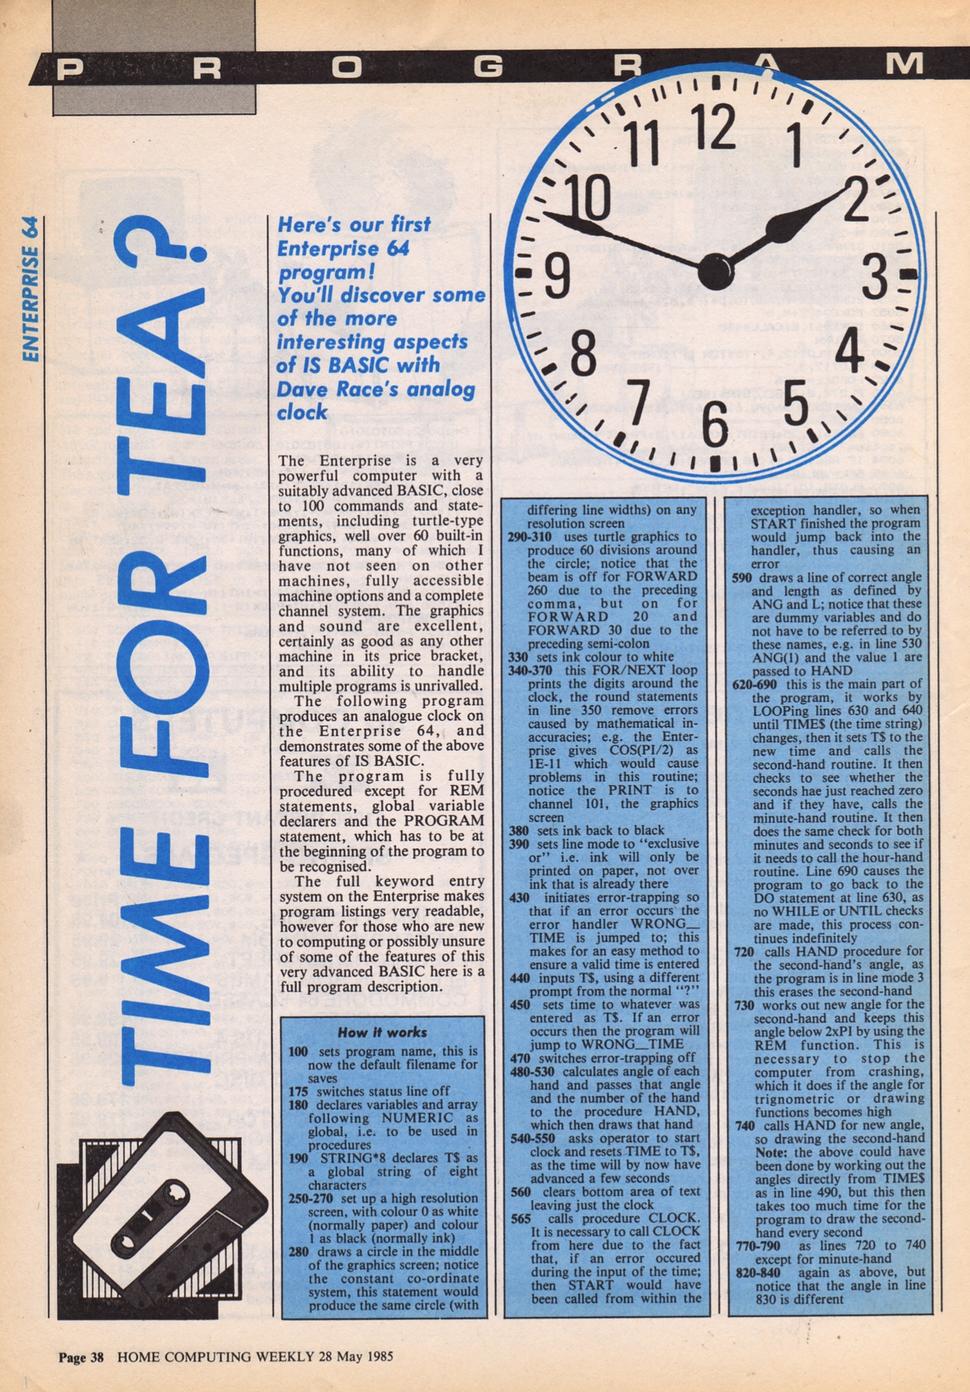 PROGRAM
ENTERPRISE 64
TIME FOR TEA?
Here's our first
Enterprise 64
program!
You'll discover some
of the more
interesting aspects
of IS BASIC with
Dave Race's analog
clock
12
1
2
3
4
5
6
7
8
9
10
11
The Enterprise is a very
powerful computer with a
suitably advanced BASIC, close
to 100 commands and state-
ments, including turtle-type
graphics, well over 60 built-in
functions, many of which I
have not seen on other
machines, fully accessible
machine options and a complete
channel system. The graphics
and sound are excellent,
certainly as good as any other
machine in its price bracket,
and its ability to handle
multiple programs is unrivalled.
The following program
produces an analogue clock on
the Enterprise 64, and
demonstrates some of the above
features of IS BASIC.
The program is fully
procedured except for REM
statements, global variable
declarers and the PROGRAM
statement, which has to be at
the beginning of the program to
be recognised.
The full keyword entry
system on the Enterprise makes
program listings very readable,
however for those who are new
to computing or possibly unsure
of some of the features of this
very advanced BASIC here is a
full program description.
How it works
100 sets program name, this is
now the default filename for
saves
175 switches status line off
180 declares variables and array
following NUMERIC as
global, i.e. to be used in
procedures
190 STRING*8 declares T$ as
a global string of eight
characters
250-270 set up a high resolution
screen, with colour 0 as white
(normally paper) and colour
1 as black (normally ink)
280 draws a circle in the middle
of the graphics screen; notice
the constant co-ordinate
system, this statement would
produce the same circle (with
differing line widths) on any
resolution screen
290-310 uses turtle graphics to
produce 60 divisions around
the circle; notice that the
beam is off for FORWARD
260 due to the preceding
comma, but on for
FORWARD 20 and
FORWARD 30 due to the
preceding semi-colon
330 sets ink colour to white
340-370 this FOR/NEXT loop
prints the digits around the
clock, the round statements
in line 350 remove errors
caused by mathematical in-
accuracies; e.g. the Enter-
prise gives COS(PI/2) as
1E-11 which would cause
problems in this routine;
notice the PRINT is to
channel 101, the graphics
screen
380 sets ink back to black
390 sets line mode to "exclusive
or" i.e. ink will only be
printed on paper, not over
ink that is already there
430 initiates error-trapping so
that if an error occurs the
error handler WRONG_
TIME is jumped to; this
makes for an easy method to
ensure a valid time is entered
440 inputs T$, using a different
prompt from the normal "?"
450 sets time to whatever was
entered as T$. If an error
occurs then the program will
jump to WRONG_TIME
470 switches error-trapping off
480-530 calculates angle of each
hand and passes that angle
and the number of the hand
to the procedure HAND,
which then draws that hand
540-550 asks operator to start
clock and resets TIME to T$,
as the time will by now have
advanced a few seconds
560 clears bottom area of text
leaving just the clock
565 calls procedure CLOCK.
It is necessary to call CLOCK
from here due to the fact
that, if an error occured
during the input of the time;
then START would have
been called from within the
exception handler, so when
START finished the program
would jump back into the
handler, thus causing an
error
590 draws a line of correct angle
and length as defined by
ANG and L; notice that these
are dummy variables and do
not have to be referred to by
these names, e.g. in line 530
ANG(1) and the value 1 are
passed to HAND
620-690 this is the main part of
the program, it works by
LOOPing lines 630 and 640
until TIME$ (the time string)
changes, then it sets T$ to the
new time and calls the
second-hand routine. It then
checks to see whether the
seconds hae just reached zero
and if they have, calls the
minute-hand routine. It then
does the same check for both
minutes and seconds to see if
it needs to call the hour-hand
routine. Line 690 causes the
program to go back to the
DO statement at line 630, as
no WHILE or UNTIL checks
are made, this process con-
tinues indefinitely
720 calls HAND procedure for
the second-hand's angle, as
the program is in line mode 3
this erases the second-hand
730 works out new angle for the
second-hand and keeps this
angle below 2xPI by using the
REM function. This is
necessary to stop the
computer from crashing,
which it does if the angle for
trignometric or drawing
functions becomes high
740 calls HAND for new angle,
so drawing the second-hand
Note: the above could have
been done by working out the
angles directly from TIME$
as in line 490, but this then
takes too much time for the
program to draw the second-
hand every second
770-790 as lines 720 to 740
except for minute-hand
820-840 again as above, but
notice that the angle in line
830 is different
Page 38 HOME COMPUTING WEEKLY 28 May 1985